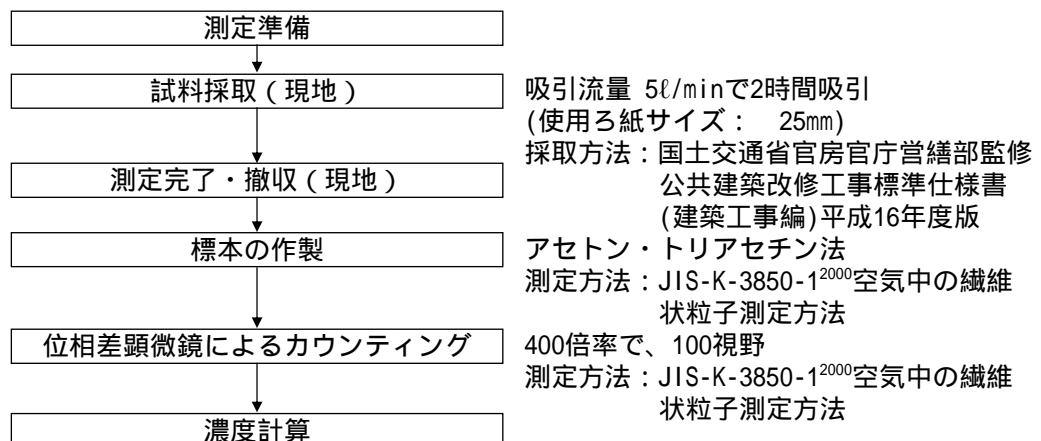 測定準備
試料採取(現地)
吸引流量 5ℓ/minで2時間吸引
(使用ろ紙サイズ: 25㎜)
採取方法:国土交通省官房官庁営繕部監修
公共建築改修工事標準仕様書
(建築工事編)平成16年度版
測定完了・撤収(現地)
標本の作製
アセトン・トリアセチン法
測定方法:JIS-K-3850-1²⁰⁰⁰空気中の繊維
状粒子測定方法
位相差顕微鏡によるカウンティング
400倍率で、100視野
測定方法:JIS-K-3850-1²⁰⁰⁰空気中の繊維
状粒子測定方法
濃度計算